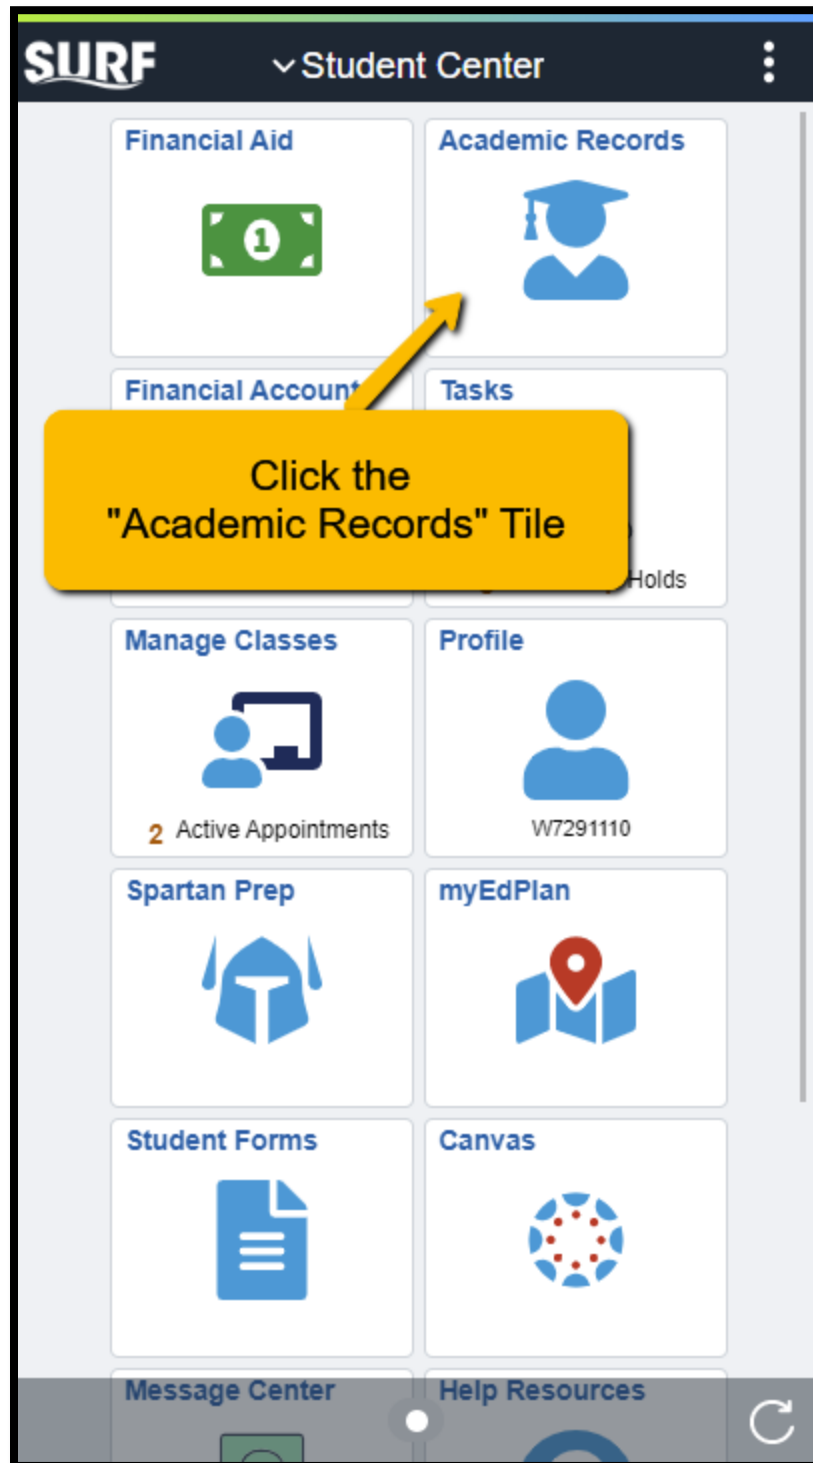 SURF
Student Center
Financial Aid
Academic Records
1
Financial Account
Tasks
Click the
"Academic Records" Tile
Holds
Manage Classes
Profile
2 Active Appointments
W7291110
Spartan Prep
myEdPlan
Student Forms
Canvas
Message Center
Help Resources